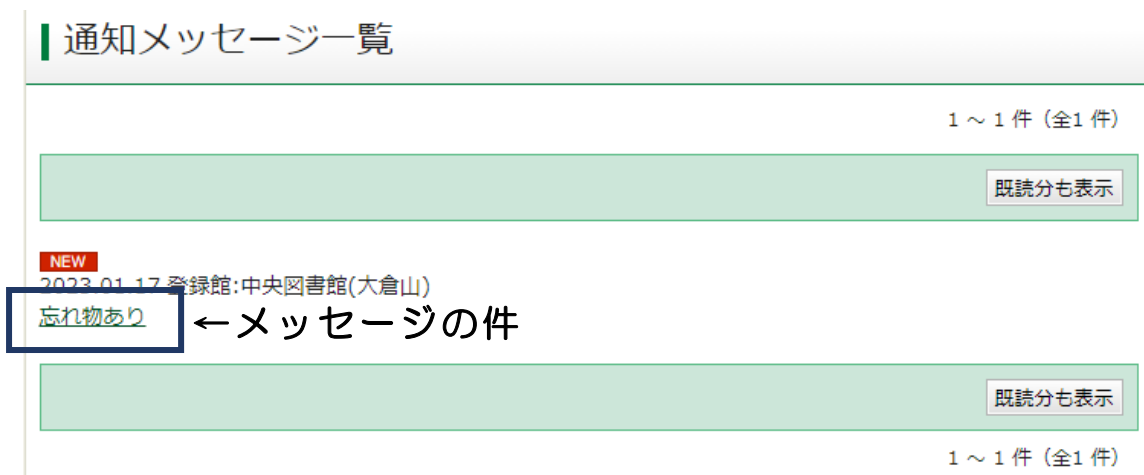 通知メッセージ一覧
1 ～ 1 件（全1 件）
既読分も表示
NEW
2023.01.17 登録館:中央図書館(大倉山)
忘れ物あり
←メッセージの件
既読分も表示
1 ～ 1 件（全1 件）